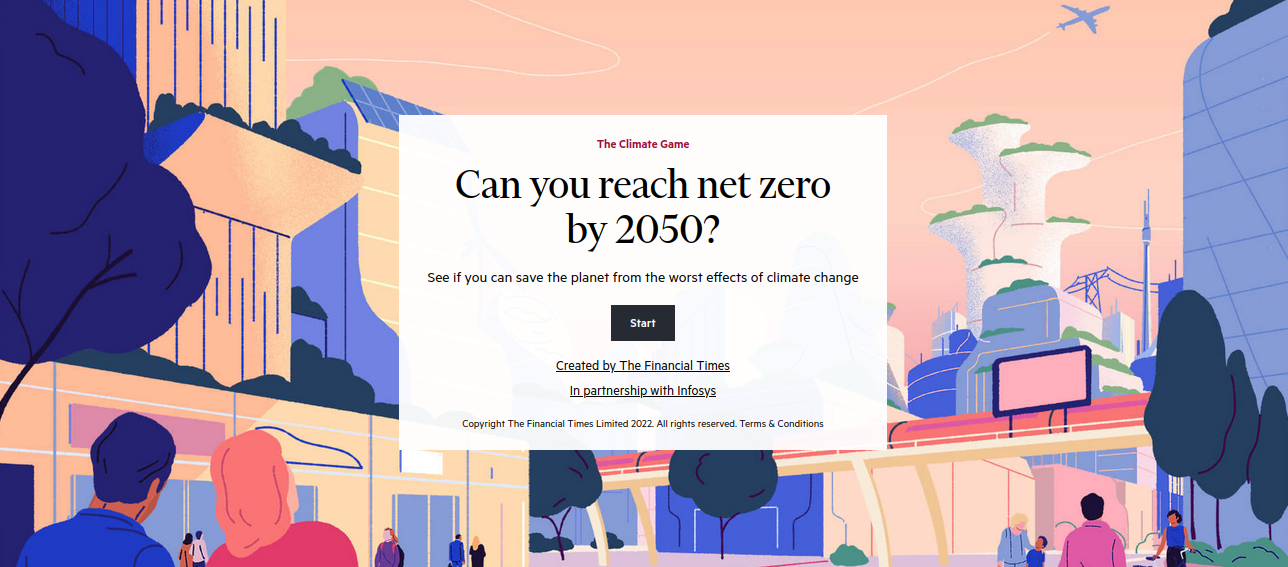 The Climate Game
Can you reach net zero
by 2050?
See if you can save the planet from the worst effects of climate change
Start
Created by The Financial Times
In partnership with Infosys
Copyright The Financial Times Limited 2022. All rights reserved. Terms & Conditions